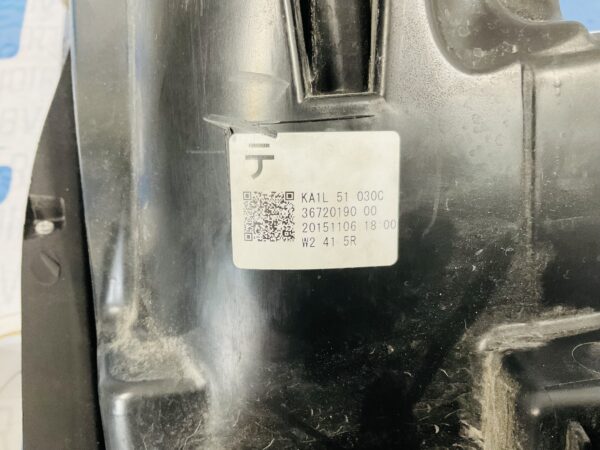 テ
KA1L 51 030C
36720190 00
20151106 18:00
W2 41 5R